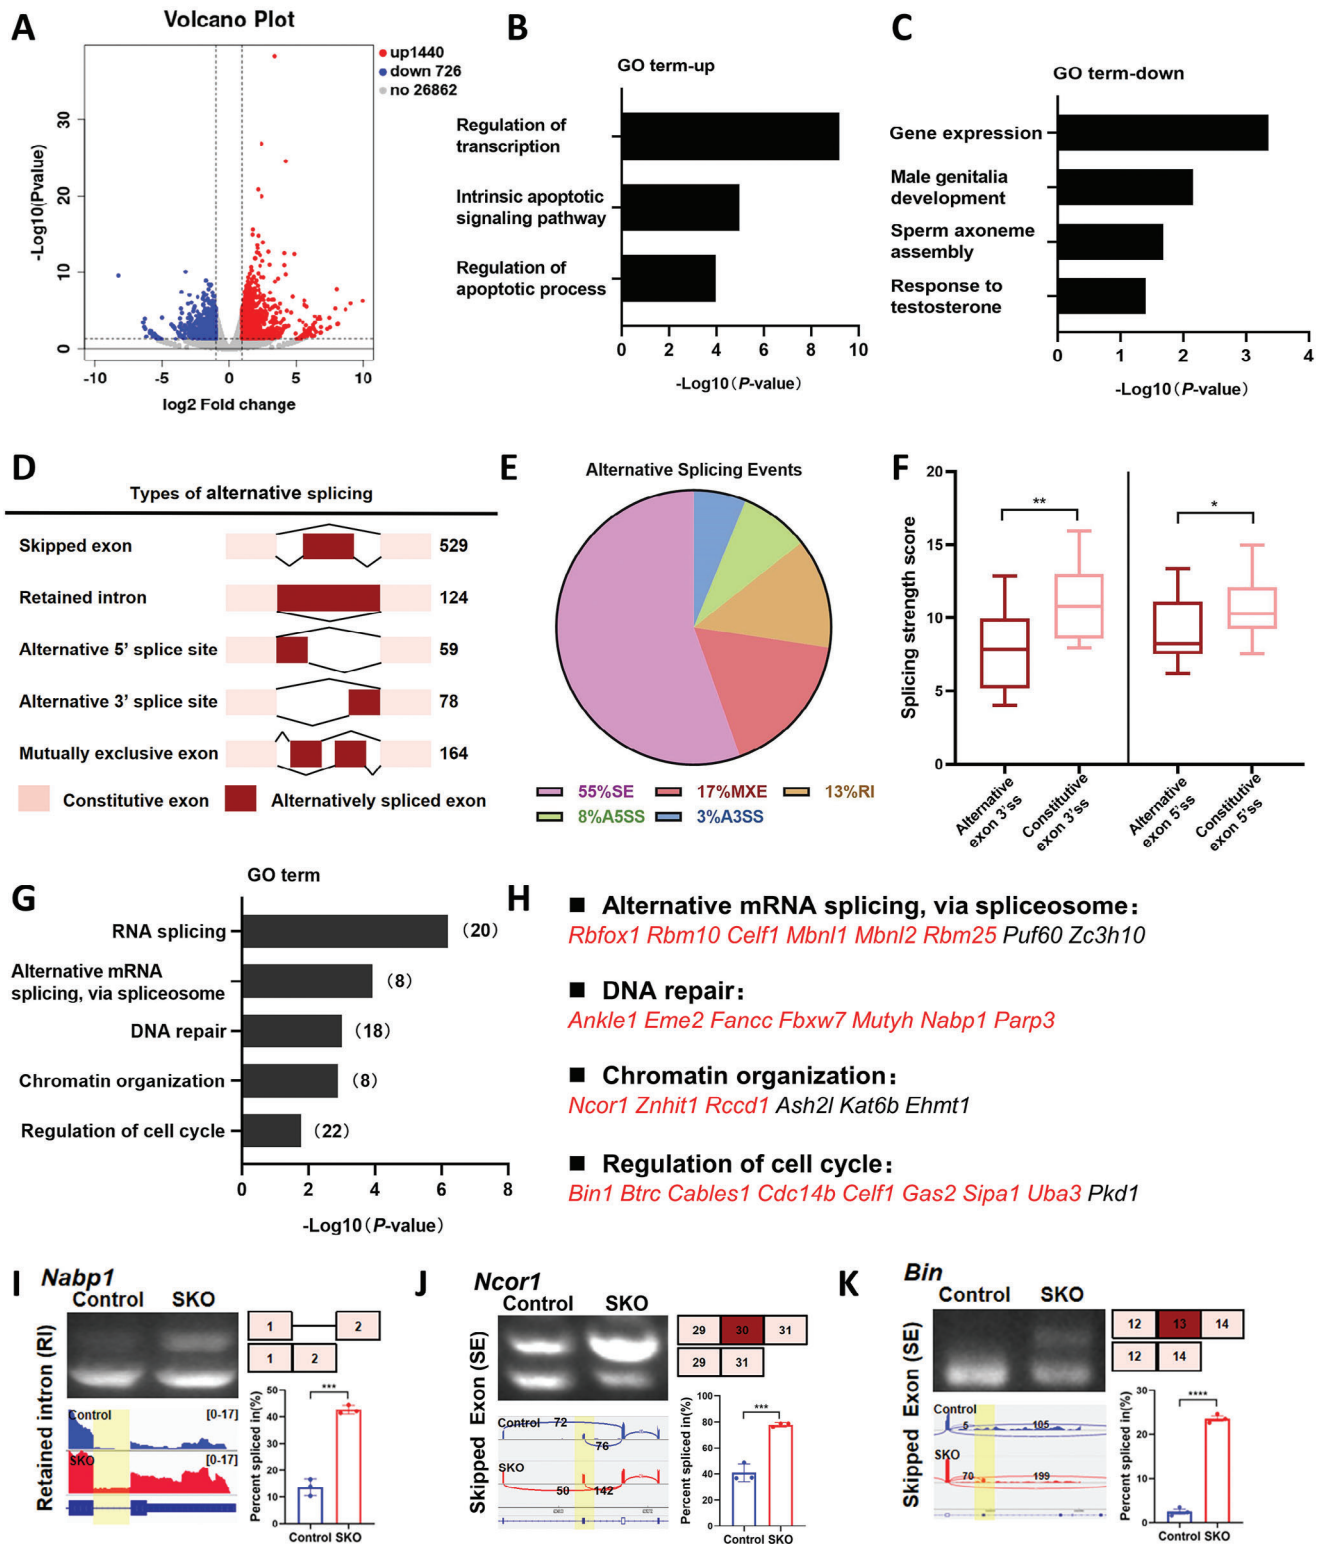 A
Volcano Plot
up1440
down 726
no 26862
-Log10(Pvalue)
30
20
10
0
-10
-5
0
5
10
log2 Fold change
B
GO term-up
Regulation of
transcription
Intrinsic apoptotic
signaling pathway
Regulation of
apoptotic process
0 2 4 6 8 10
-Log10(P-value)
C
GO term-down
Gene expression
Male genitalia
development
Sperm axoneme
assembly
Response to
testosterone
0 1 2 3 4
-Log10(P-value)
D
Types of alternative splicing
Skipped exon 529
Retained intron 124
Alternative 5' splice site 59
Alternative 3' splice site 78
Mutually exclusive exon 164
Constitutive exon
Alternatively spliced exon
E
Alternative Splicing Events
55%SE 17%MXE 13%RI
8%A5SS 3%A3SS
F
Splicing strength score
20
15
10
5
0
**
*
Alternative
exon 3'ss
Constitutive
exon 3'ss
Alternative
exon 5'ss
Constitutive
exon 5'ss
G
GO term
RNA splicing (20)
Alternative mRNA
splicing, via spliceosome (8)
DNA repair (18)
Chromatin organization (8)
Regulation of cell cycle (22)
0 2 4 6 8
-Log10(P-value)
H
■ Alternative mRNA splicing, via spliceosome:
Rbfox1 Rbm10 Celf1 Mbnl1 Mbnl2 Rbm25 Puf60 Zc3h10
■ DNA repair:
Ankle1 Eme2 Fancc Fbxw7 Mutyh Nabp1 Parp3
■ Chromatin organization:
Ncor1 Znhit1 Rccd1 Ash2l Kat6b Ehmt1
■ Regulation of cell cycle:
Bin1 Btrc Cables1 Cdc14b Celf1 Gas2 Sipa1 Uba3 Pkd1
I
Nabp1
Control SKO
Retained intron (RI)
1 2
1 2
Control [0-17]
SKO [0-17]
Percent spliced in(%)
50
40
30
20
10
0
***
Control SKO
J
Ncor1
Control SKO
Skipped Exon (SE)
29 30 31
29 31
Control
72
76
SKO
50 142
Percent spliced in(%)
100
80
60
40
20
0
***
Control SKO
K
Bin
Control SKO
Skipped Exon (SE)
12 13 14
12 14
Control
5 105
SKO
70 199
Percent spliced in(%)
30
20
10
0
****
Control SKO